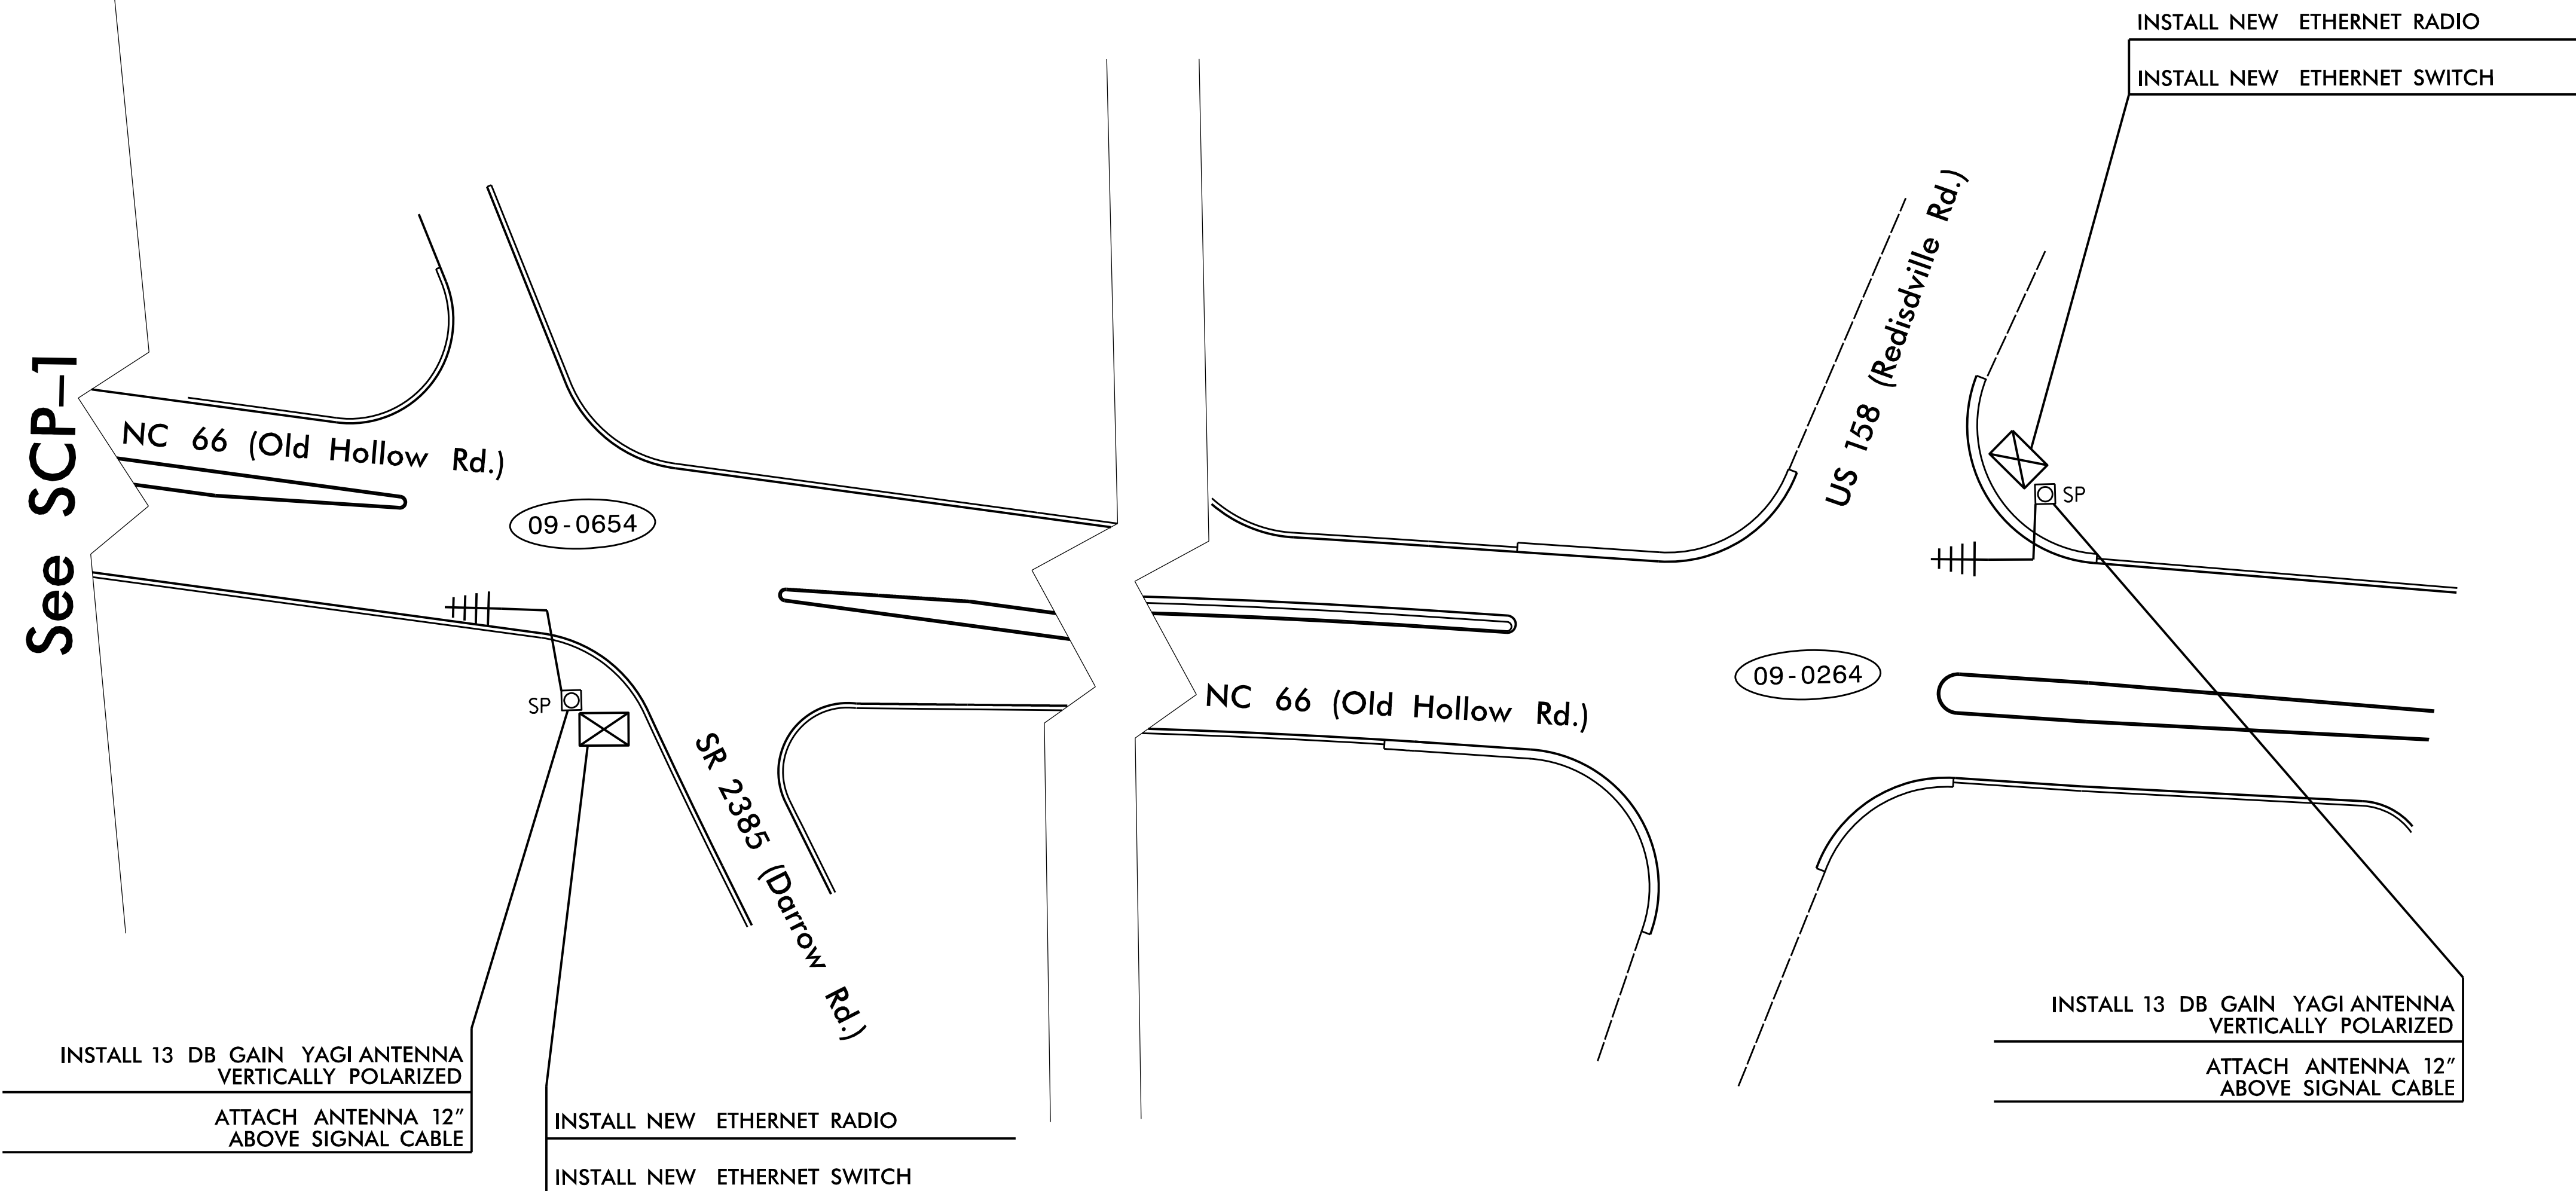 INSTALL NEW ETHERNET RADIO
INSTALL NEW ETHERNET SWITCH
See SCP-1
NC 66 (Old Hollow Rd.)
09-0654
SP
SR 2385 (Darrow Rd.)
US 158 (Redisdville Rd.)
SP
NC 66 (Old Hollow Rd.)
09-0264
INSTALL 13 DB GAIN YAGI ANTENNA
VERTICALLY POLARIZED
ATTACH ANTENNA 12″
ABOVE SIGNAL CABLE
INSTALL NEW ETHERNET RADIO
INSTALL NEW ETHERNET SWITCH
INSTALL 13 DB GAIN YAGI ANTENNA
VERTICALLY POLARIZED
ATTACH ANTENNA 12″
ABOVE SIGNAL CABLE